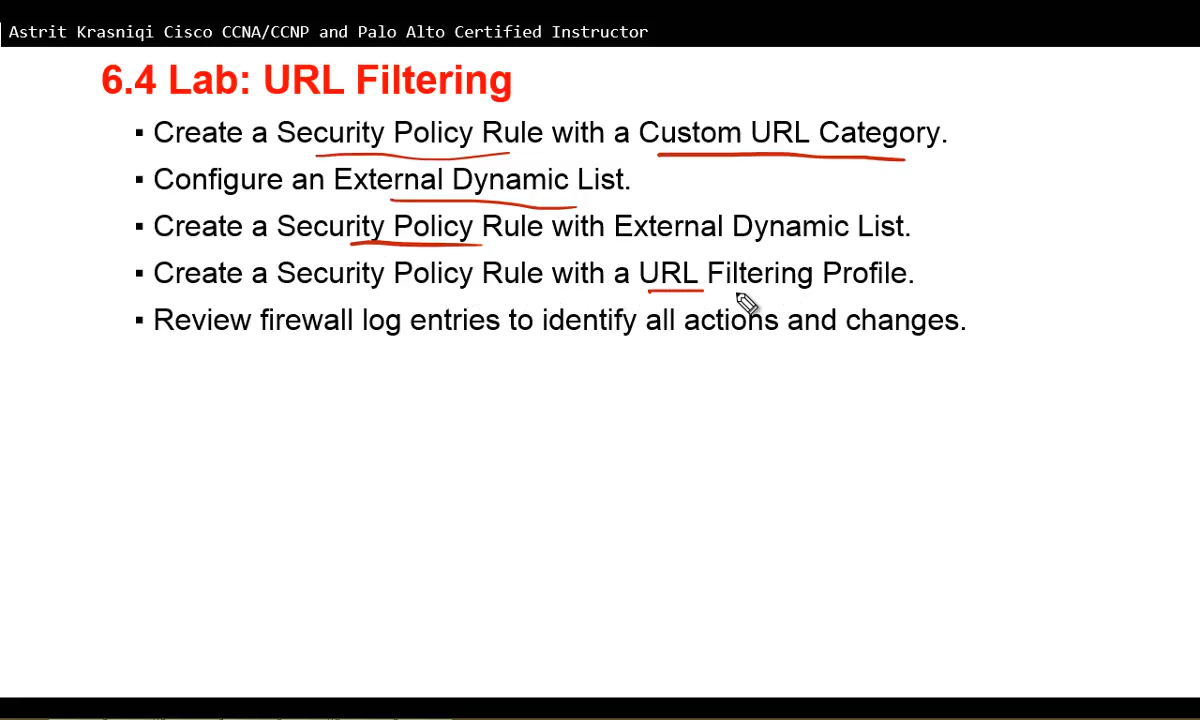 Astrit Krasniqi Cisco CCNA/CCNP and Palo Alto Certified Instructor
6.4 Lab: URL Filtering
▪ Create a Security Policy Rule with a Custom URL Category.
▪ Configure an External Dynamic List.
▪ Create a Security Policy Rule with External Dynamic List.
▪ Create a Security Policy Rule with a URL Filtering Profile.
▪ Review firewall log entries to identify all actions and changes.